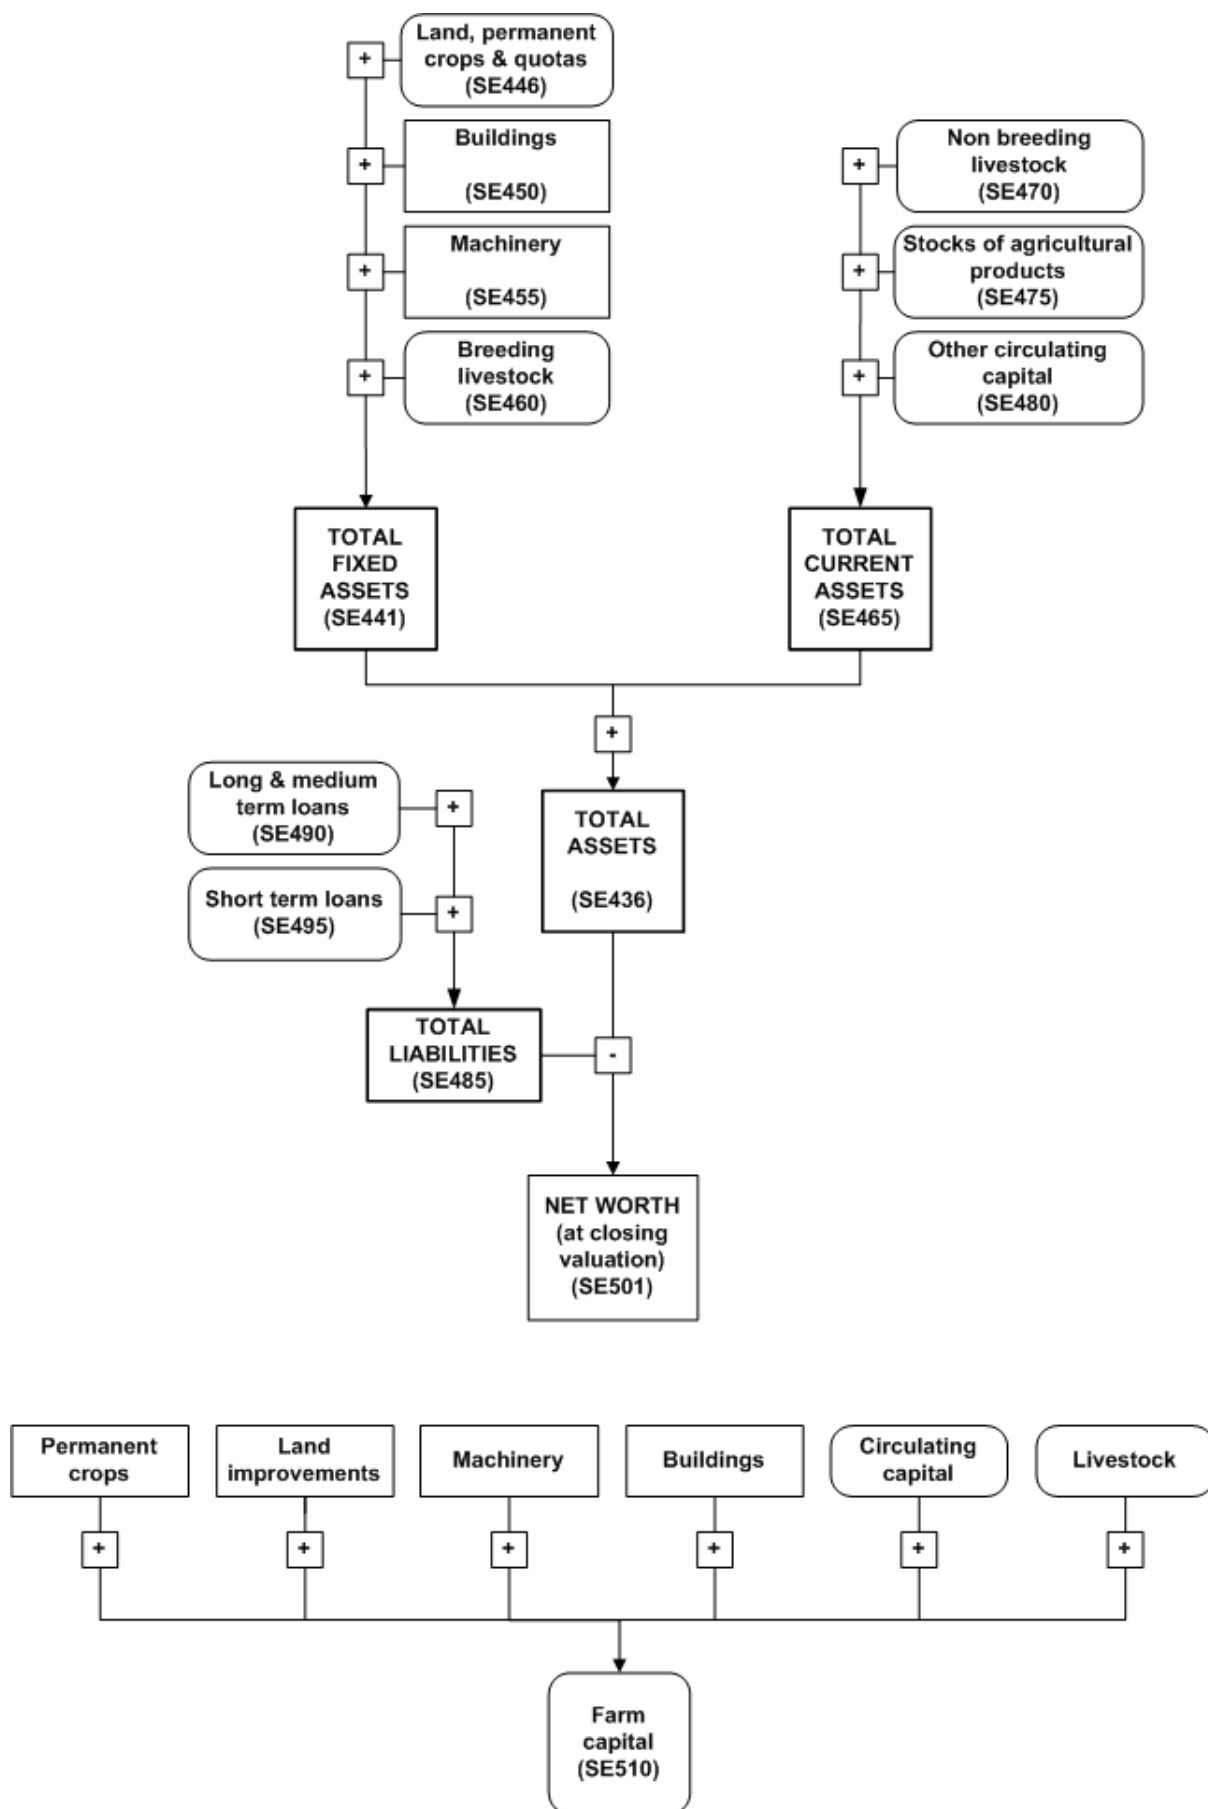 Land, permanent
crops & quotas
(SE446)
+
Buildings
(SE450)
+
Machinery
(SE455)
+
Breeding
livestock
(SE460)
+
Non breeding
livestock
(SE470)
+
Stocks of agricultural
products
(SE475)
+
Other circulating
capital
(SE480)
+
TOTAL
FIXED
ASSETS
(SE441)
TOTAL
CURRENT
ASSETS
(SE465)
+
Long & medium
term loans
(SE490)
+
Short term loans
(SE495)
+
TOTAL
ASSETS
(SE436)
TOTAL
LIABILITIES
(SE485)
-
NET WORTH
(at closing
valuation)
(SE501)
Permanent
crops
Land
improvements
Machinery
Buildings
Circulating
capital
Livestock
+
+
+
+
+
+
Farm
capital
(SE510)